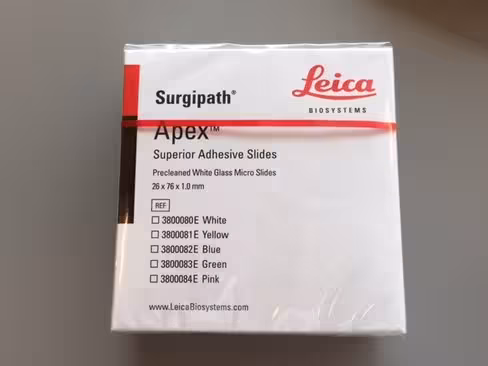 Leica
BIOSYSTEMS
Surgipath®
Apex™
Superior Adhesive Slides
Precleaned White Glass Micro Slides
26 x 76 x 1.0 mm
REF
☐ 3800080E White
☐ 3800081E Yellow
☐ 3800082E Blue
☐ 3800083E Green
☐ 3800084E Pink
www.LeicaBiosystems.com